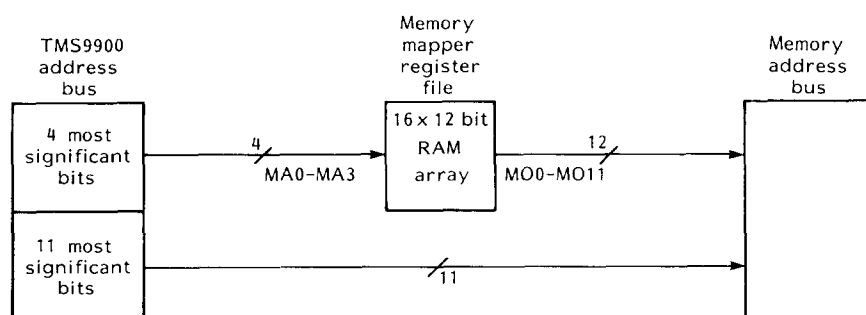 TMS9900
address
bus
4 most
significant
bits
11 most
significant
bits
4
MA0-MA3
Memory
mapper
register
file
16 x 12 bit
RAM
array
12
MO0-MO11
11
Memory
address
bus